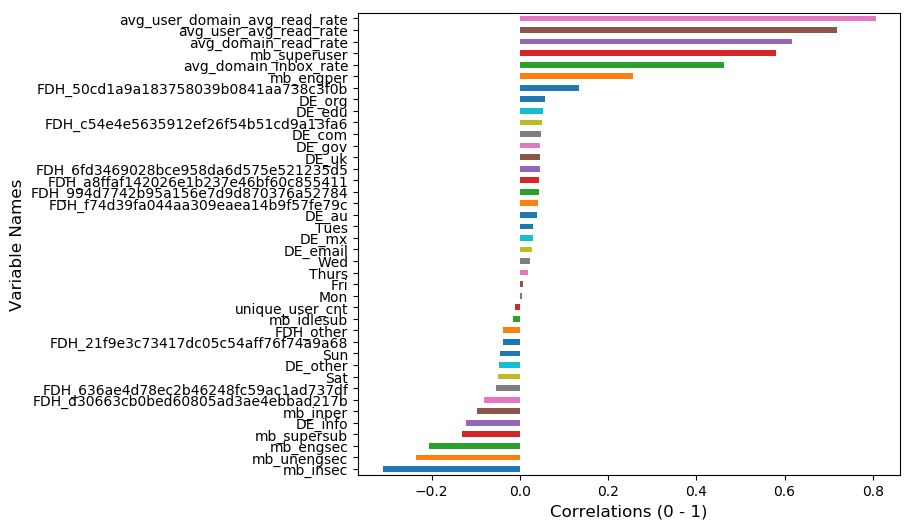 avg_user_domain_avg_read_rate
avg_user_avg_read_rate
avg_domain_read_rate
mb_superuser
avg_domain_inbox_rate
mb_engper
FDH_50cd1a9a183758039b0841aa738c3f0b
DE_org
DE_edu
FDH_c54e4e5635912ef26f54b51cd9a13fa6
DE_com
DE_gov
DE_uk
FDH_6fd3469028bce958da6d575e521235d5
FDH_a8ffaf142026e1b237e46bf60c855411
FDH_994d7742b95a156e7d9d870376a52784
FDH_f74d39fa044aa309eaea14b9f57fe79c
DE_au
Tues
DE_mx
DE_email
Wed
Thurs
Fri
Mon
unique_user_cnt
mb_idlesub
FDH_other
FDH_21f9e3c73417dc05c54aff76f74a9a68
Sun
DE_other
Sat
FDH_636ae4d78ec2b46248fc59ac1ad737df
FDH_d30663cb0bed60805ad3ae4ebbad217b
mb_inper
DE_info
mb_supersub
mb_engsec
mb_unengsec
mb_insec
Variable Names
−0.2 0.0 0.2 0.4 0.6 0.8
Correlations (0 - 1)